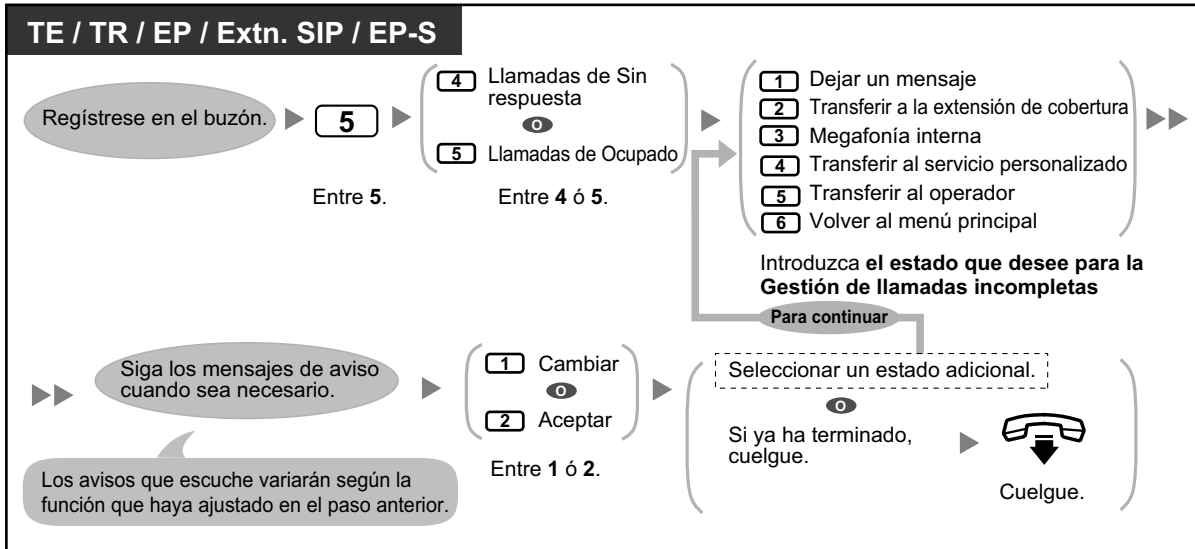 TE / TR / EP / Extn. SIP / EP-S
Regístrese en el buzón.
5
Entre 5.
4 Llamadas de Sin
respuesta
O
5 Llamadas de Ocupado
Entre 4 ó 5.
1 Dejar un mensaje
2 Transferir a la extensión de cobertura
3 Megafonía interna
4 Transferir al servicio personalizado
5 Transferir al operador
6 Volver al menú principal
Introduzca el estado que desee para la
Gestión de llamadas incompletas
Para continuar
Siga los mensajes de aviso
cuando sea necesario.
Los avisos que escuche variarán según la
función que haya ajustado en el paso anterior.
1 Cambiar
O
2 Aceptar
Entre 1 ó 2.
Seleccionar un estado adicional.
O
Si ya ha terminado,
cuelgue.
Cuelgue.